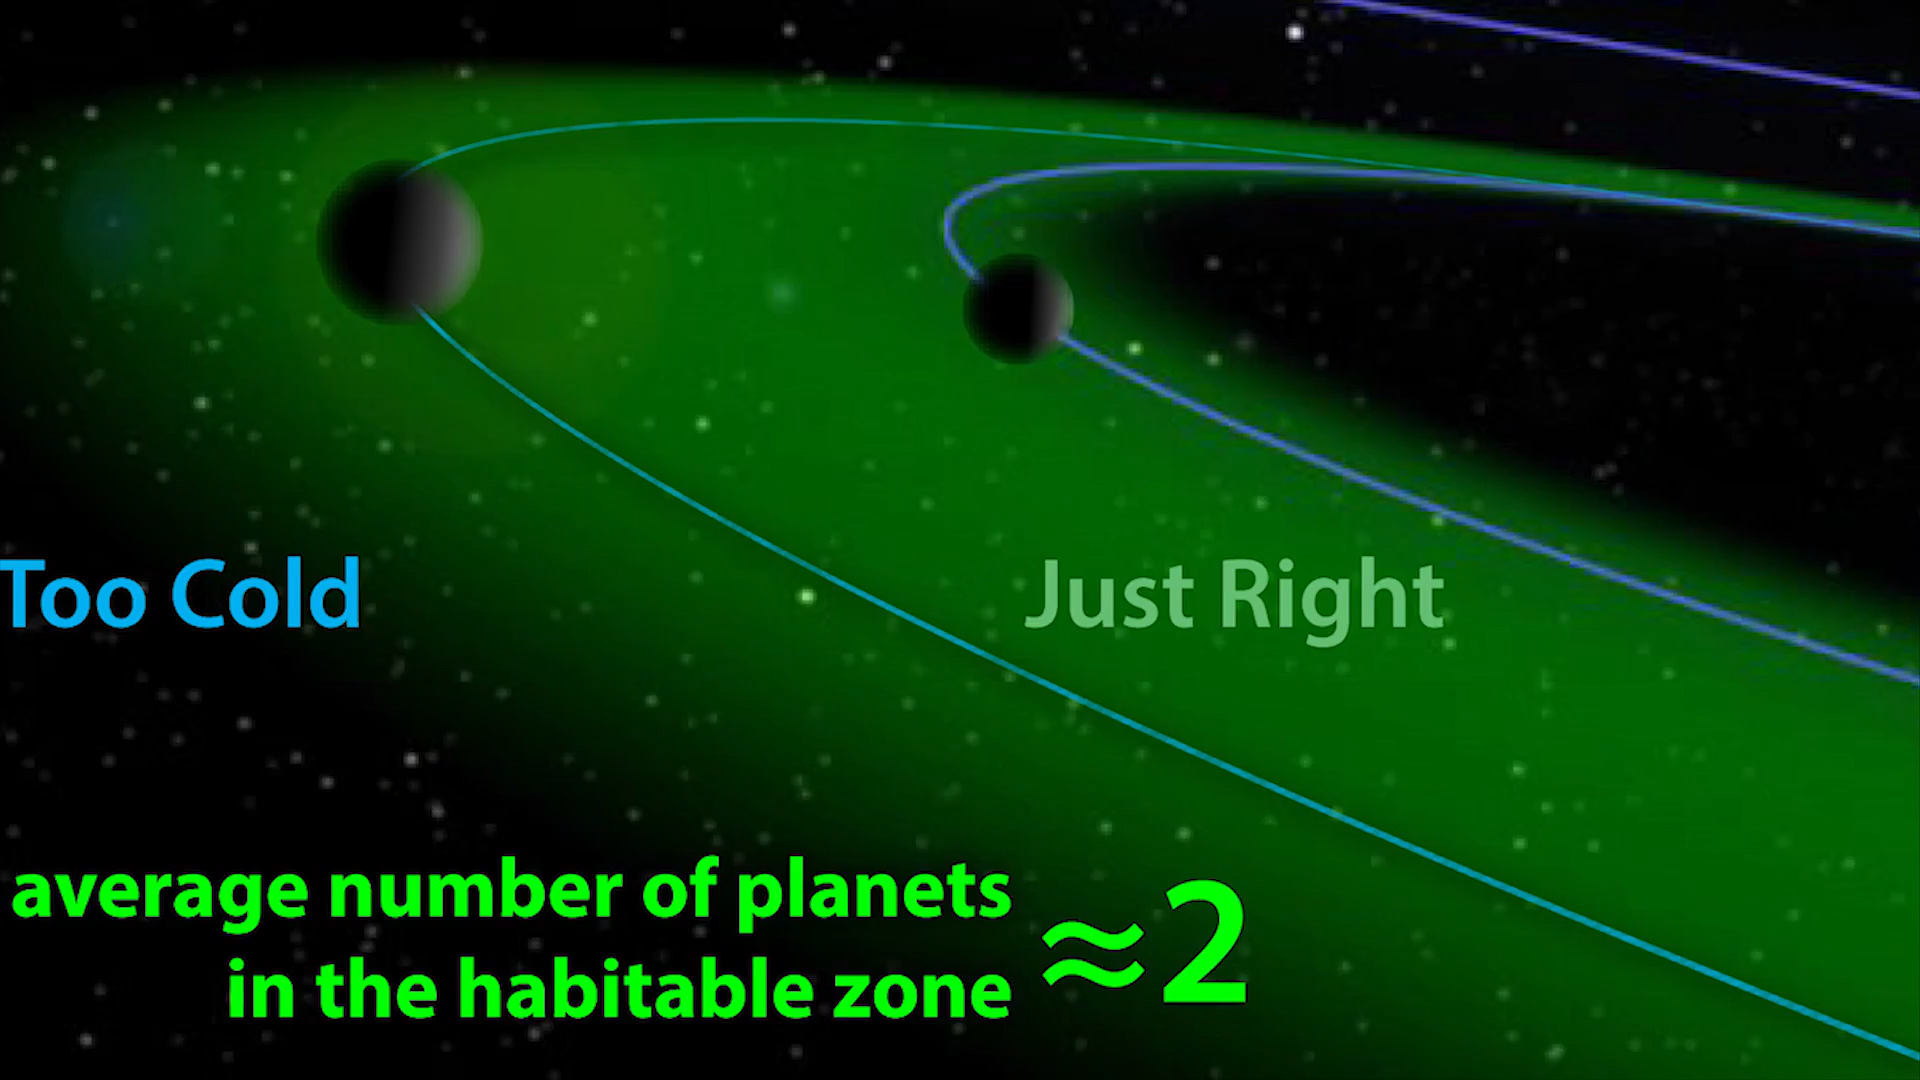 Too Cold
Just Right
average number of planets
in the habitable zone
≈2